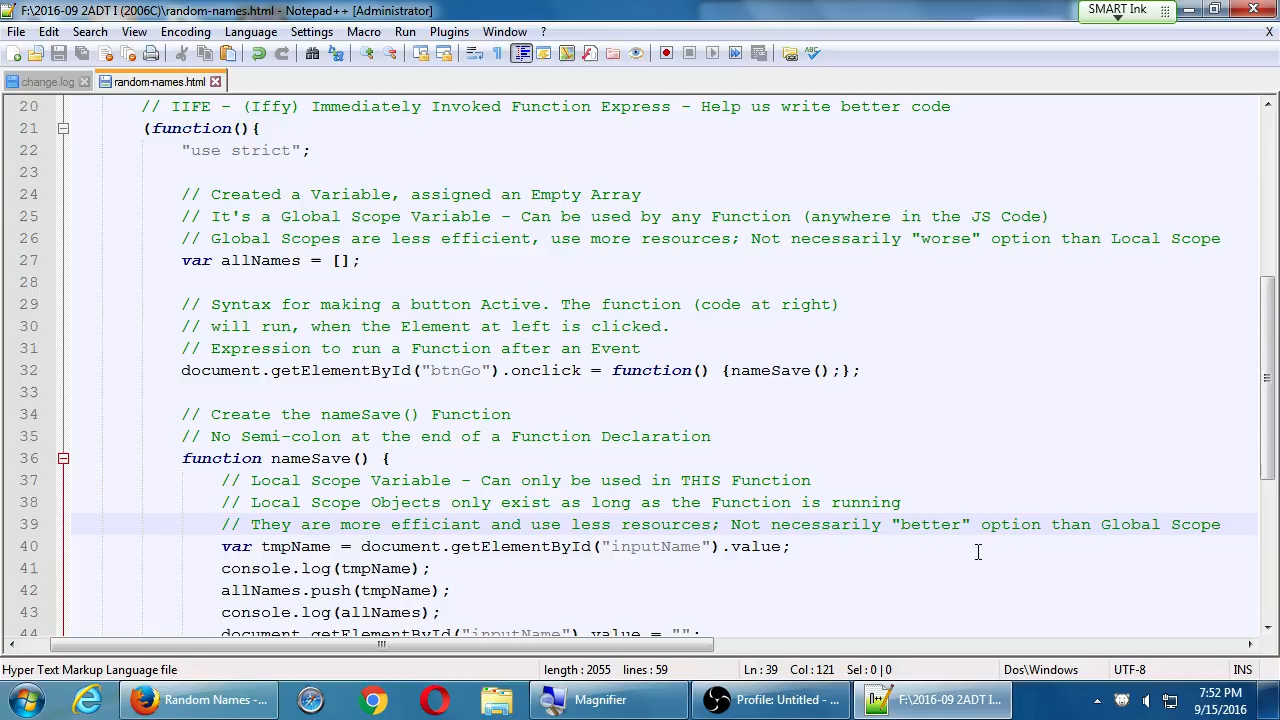 F:\2016-09 2ADT I (2006C)\random-names.html - Notepad++ [Administrator]
SMART Ink
File Edit Search View Encoding Language Settings Macro Run Plugins Window ? X
change.log random-names.html
20 // IIFE - (Iffy) Immediately Invoked Function Express - Help us write better code
21 (function(){
22 "use strict";
23
24 // Created a Variable, assigned an Empty Array
25 // It's a Global Scope Variable - Can be used by any Function (anywhere in the JS Code)
26 // Global Scopes are less efficient, use more resources; Not necessarily "worse" option than Local Scope
27 var allNames = [];
28
29 // Syntax for making a button Active. The function (code at right)
30 // will run, when the Element at left is clicked.
31 // Expression to run a Function after an Event
32 document.getElementById("btnGo").onclick = function() {nameSave();};
33
34 // Create the nameSave() Function
35 // No Semi-colon at the end of a Function Declaration
36 function nameSave() {
37 // Local Scope Variable - Can only be used in THIS Function
38 // Local Scope Objects only exist as long as the Function is running
39 // They are more efficiant and use less resources; Not necessarily "better" option than Global Scope
40 var tmpName = document.getElementById("inputName").value;
41 console.log(tmpName);
42 allNames.push(tmpName);
43 console.log(allNames);
44 document.getElementById("inputName").value = "";
Hyper Text Markup Language file length : 2055 lines : 59 Ln : 39 Col : 121 Sel : 0 | 0 Dos\Windows UTF-8 INS
Random Names -... Magnifier Profile: Untitled - ... F:\2016-09 2ADT I... 7:52 PM
9/15/2016